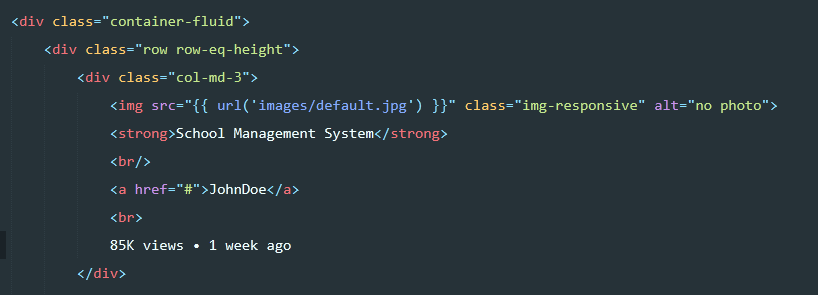 <div class="container-fluid">
<div class="row row-eq-height">
<div class="col-md-3">
<img src="{{ url('images/default.jpg') }}" class="img-responsive" alt="no photo">
<strong>School Management System</strong>
<br/>
<a href="#">JohnDoe</a>
<br>
85K views • 1 week ago
</div>